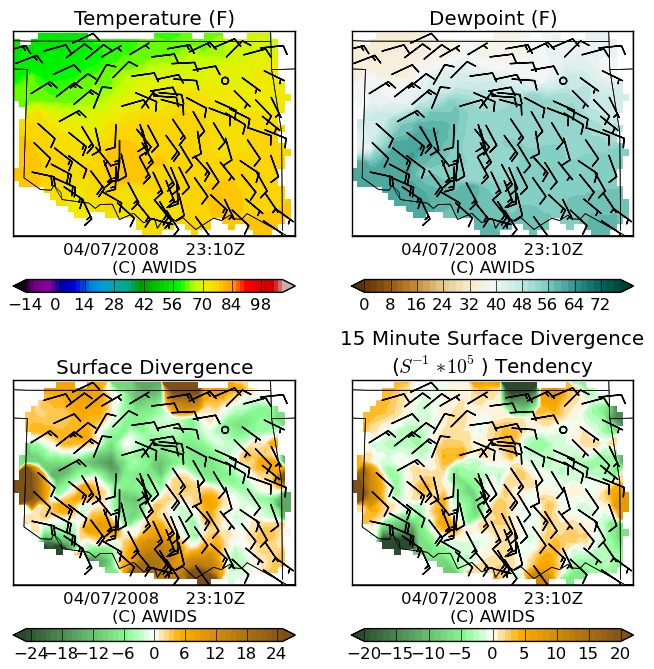 Temperature (F)
Dewpoint (F)
04/07/2008 23:10Z
(C) AWIDS
04/07/2008 23:10Z
(C) AWIDS
−14 0 14 28 42 56 70 84 98
0 8 16 24 32 40 48 56 64 72
15 Minute Surface Divergence
(S⁻¹ *10⁵ ) Tendency
Surface Divergence
04/07/2008 23:10Z
(C) AWIDS
04/07/2008 23:10Z
(C) AWIDS
−24 −18 −12 −6 0 6 12 18 24
−20 −15 −10 −5 0 5 10 15 20